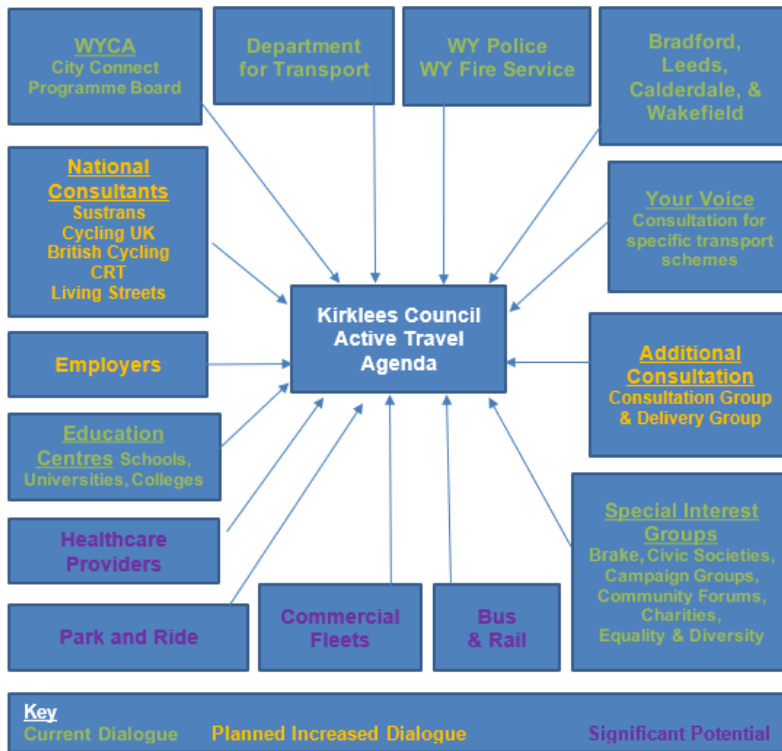 WYCA
City Connect
Programme Board
Department
for Transport
WY Police
WY Fire Service
Bradford,
Leeds,
Calderdale, &
Wakefield
National
Consultants
Sustrans
Cycling UK
British Cycling
CRT
Living Streets
Your Voice
Consultation for
specific transport
schemes
Kirklees Council
Active Travel
Agenda
Employers
Additional
Consultation
Consultation Group
& Delivery Group
Education
Centres Schools,
Universities, Colleges
Healthcare
Providers
Park and Ride
Commercial
Fleets
Bus
& Rail
Special Interest
Groups
Brake, Civic Societies,
Campaign Groups,
Community Forums,
Charities,
Equality & Diversity
Key
Current Dialogue Planned Increased Dialogue Significant Potential